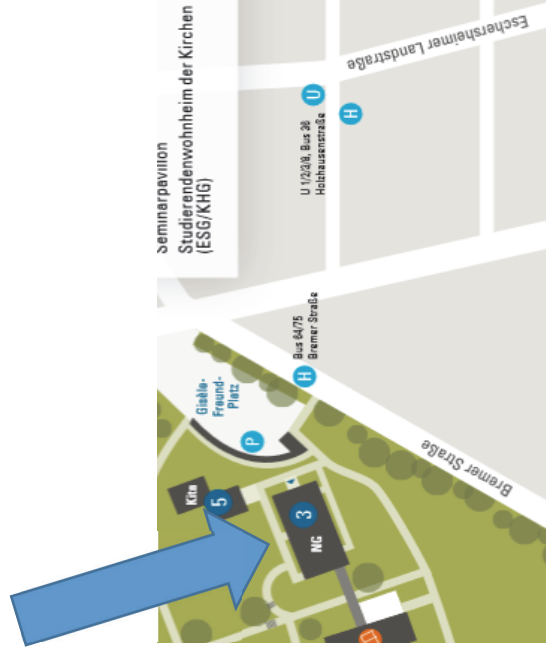 Seminarpavillon
Studierendenwohnheim der Kirchen
(ESG/KHG)
Eschersheimer Landstraße
U
H
U 1/2/3/8, Bus 36
Holzhausenstraße
Bus 64/75
Bremer Straße
H
Gisèle-
Freund-
Platz
P
Bremer Straße
Kita
5
3
NG